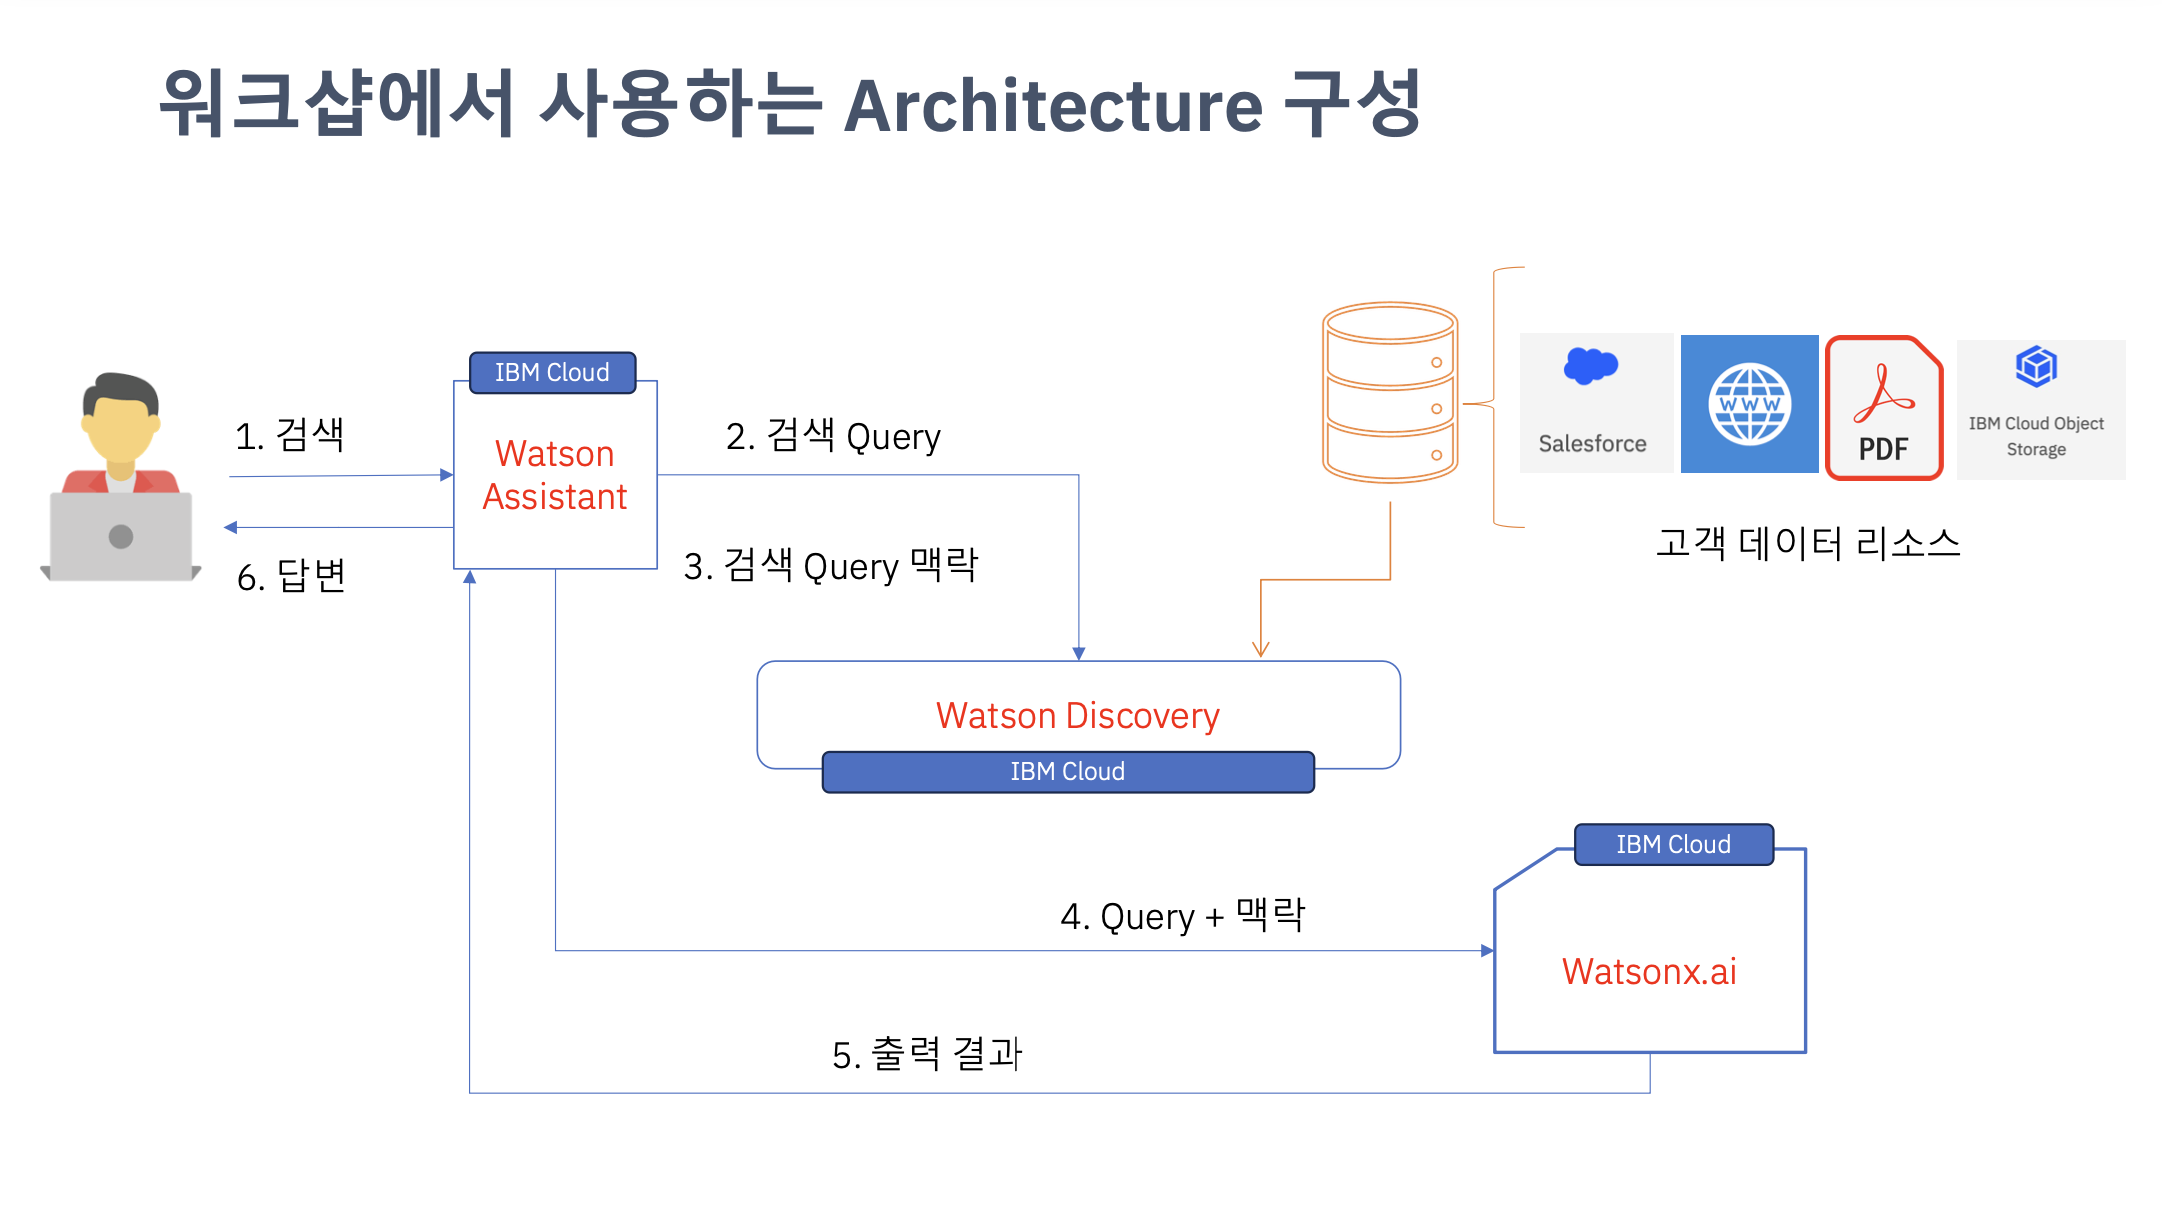 워크샵에서 사용하는 Architecture 구성
IBM Cloud
Watson
Assistant
1. 검색
6. 답변
2. 검색 Query
3. 검색 Query 맥락
Salesforce
WWW
PDF
IBM Cloud Object
Storage
고객 데이터 리소스
Watson Discovery
IBM Cloud
IBM Cloud
Watsonx.ai
4. Query + 맥락
5. 출력 결과